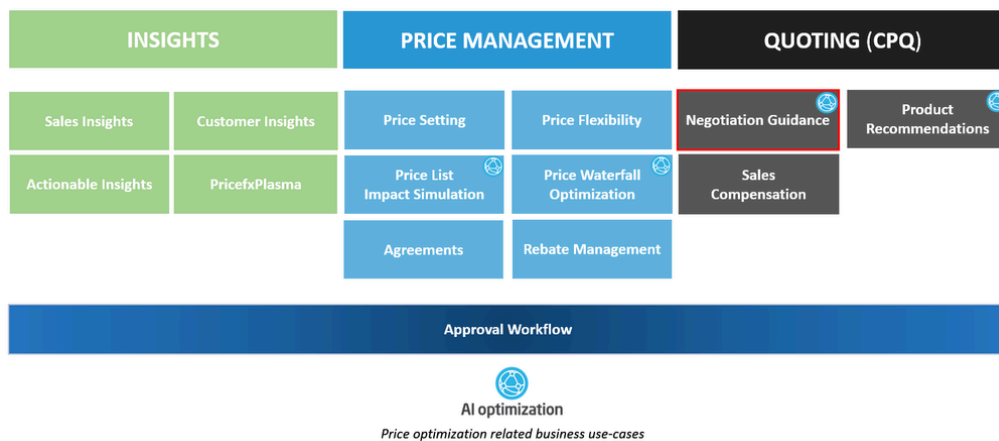 INSIGHTS
PRICE MANAGEMENT
QUOTING (CPQ)
Sales Insights
Customer Insights
Price Setting
Price Flexibility
Negotiation Guidance
Product
Recommendations
Actionable Insights
PricefxPlasma
Price List
Impact Simulation
Price Waterfall
Optimization
Sales
Compensation
Agreements
Rebate Management
Approval Workflow
AI optimization
Price optimization related business use-cases